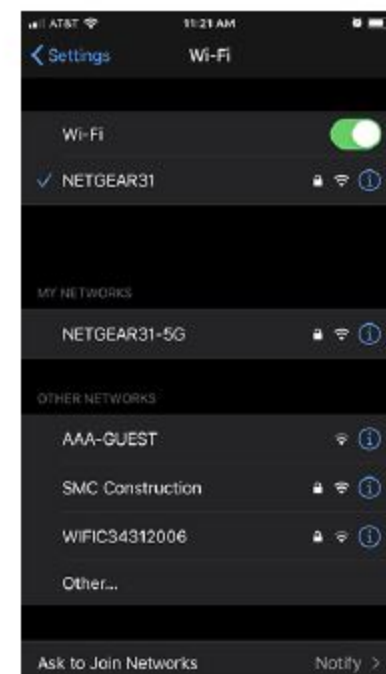 AT&T 11:21 AM
Settings Wi-Fi
Wi-Fi
NETGEAR31
MY NETWORKS
NETGEAR31-5G
OTHER NETWORKS
AAA-GUEST
SMC Construction
WIFIC34312006
Other...
Ask to Join Networks Notify